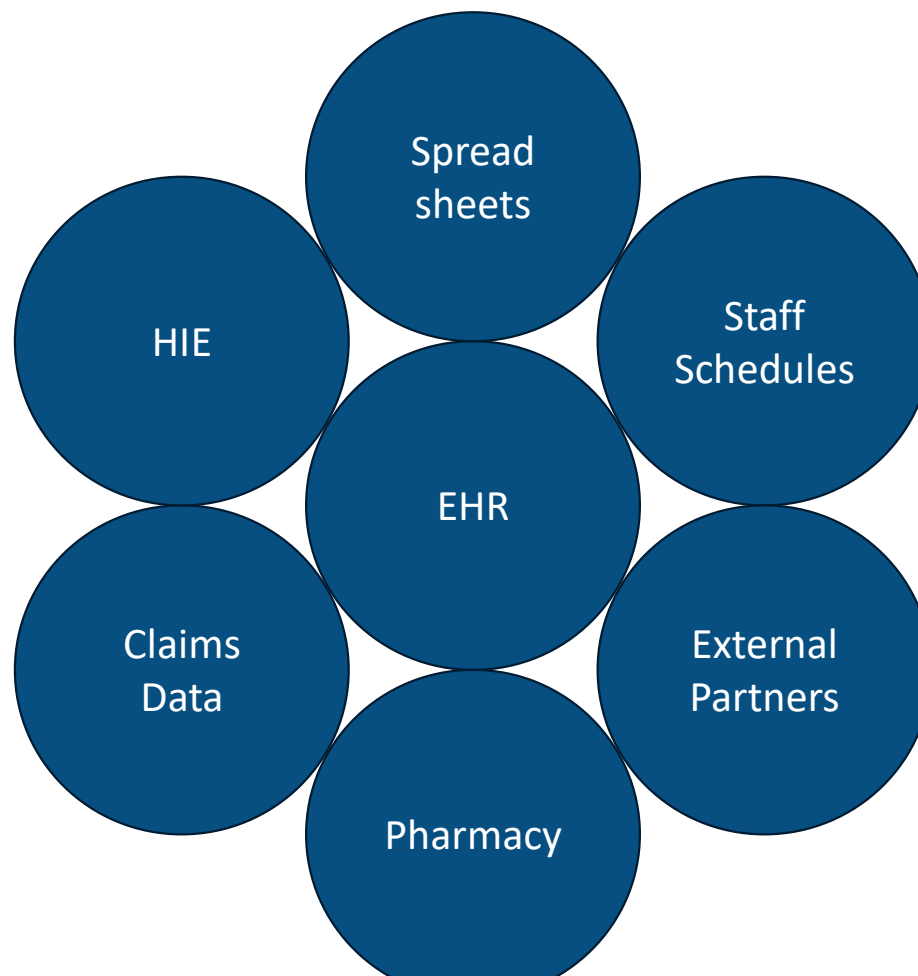 Spread
sheets
HIE
Staff
Schedules
EHR
Claims
Data
External
Partners
Pharmacy